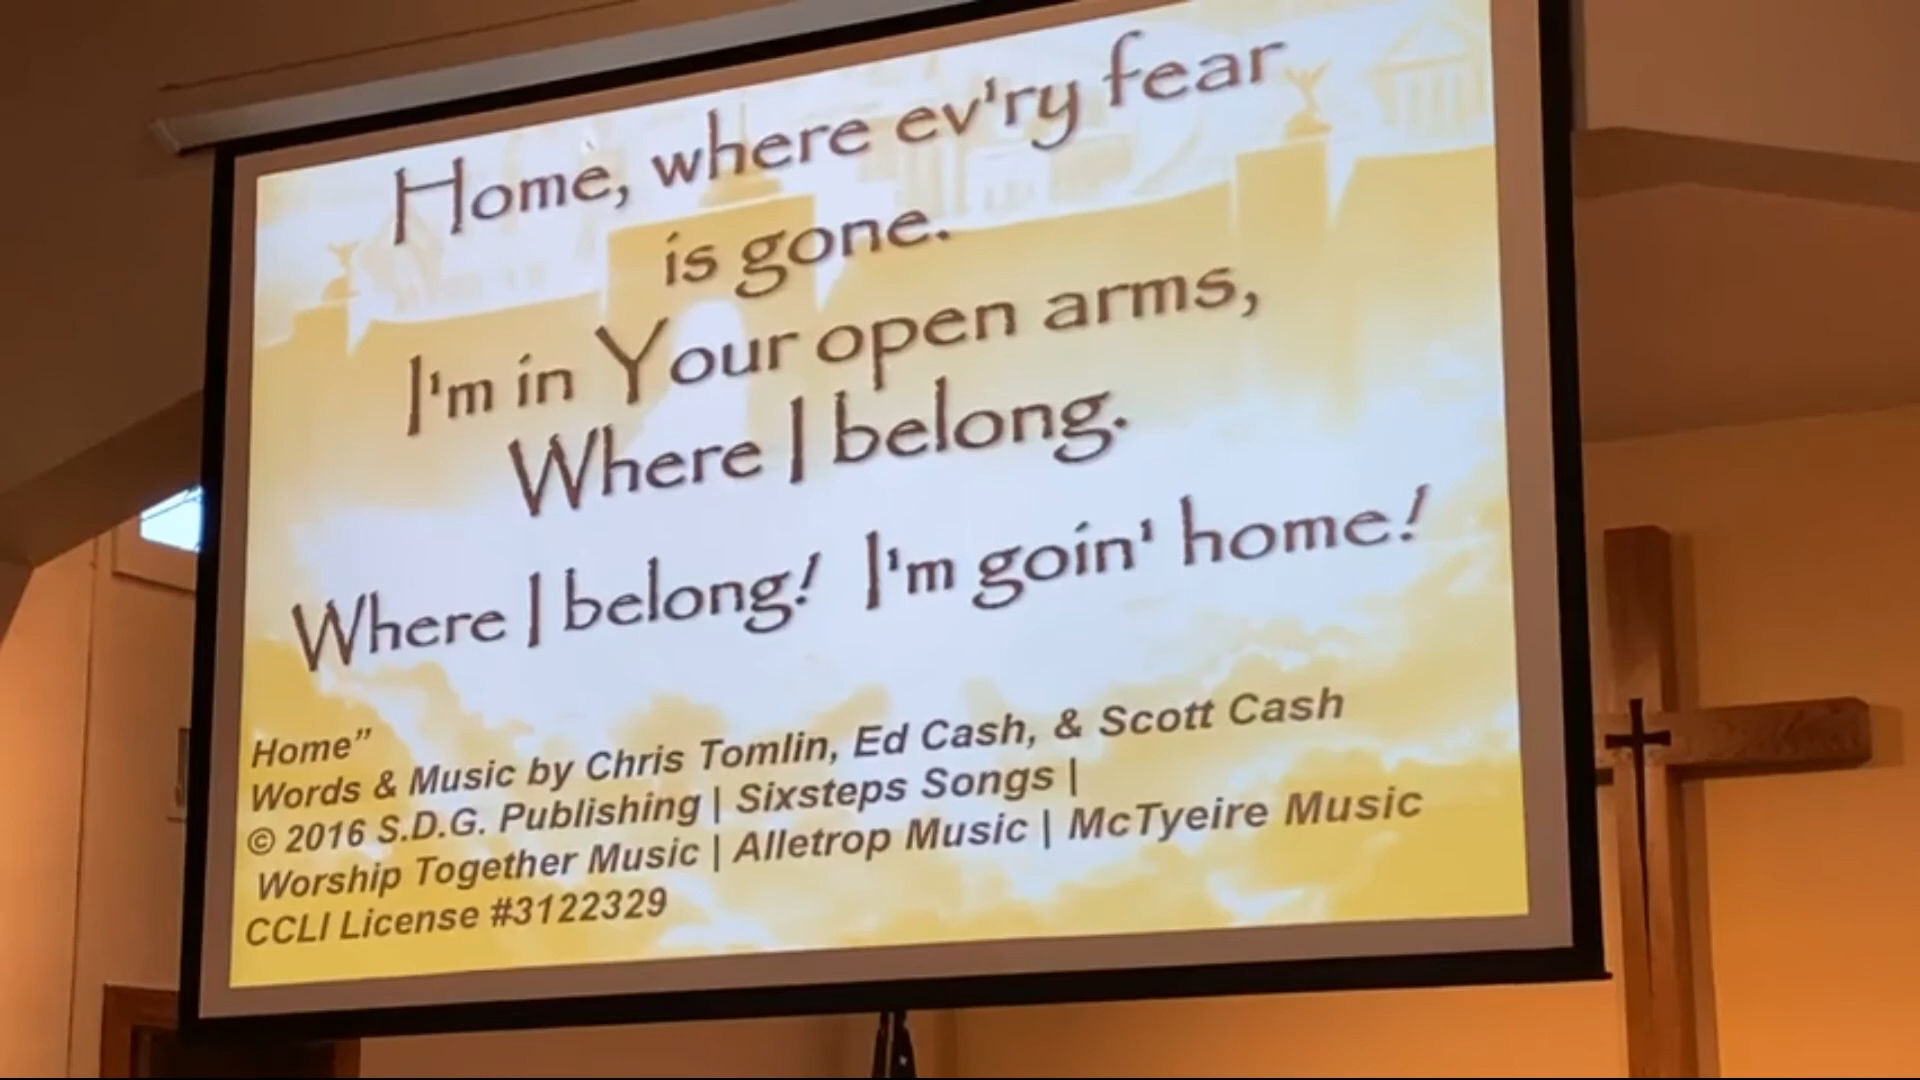 Home, where ev'ry fear
is gone.
I'm in Your open arms,
Where I belong.
Where I belong! I'm goin' home!
Home”
Words & Music by Chris Tomlin, Ed Cash, & Scott Cash
© 2016 S.D.G. Publishing | Sixsteps Songs |
Worship Together Music | Alletrop Music | McTyeire Music
CCLI License #3122329